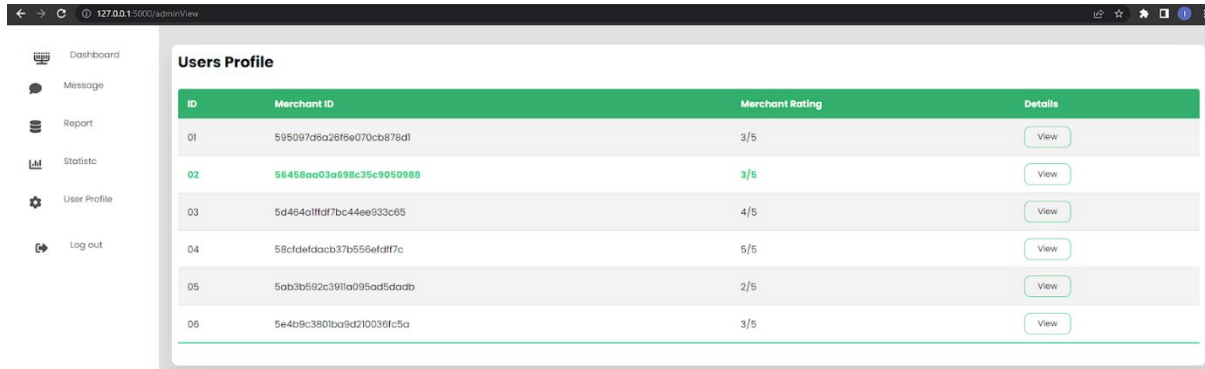 127.0.0.1:5000/adminView
Dashboard
Message
Report
Statistc
User Profile
Log out
Users Profile
ID Merchant ID Merchant Rating Details
01 595097d6a26f6e070cb878d1 3/5 View
02 56458aa03a698c35c9050988 3/5 View
03 5d464a1ffdf7bc44ee933c65 4/5 View
04 58cfdefdacb37b556efdff7c 5/5 View
05 5ab3b592c3911a095ad5dadb 2/5 View
06 5e4b9c3801ba9d210036fc5a 3/5 View